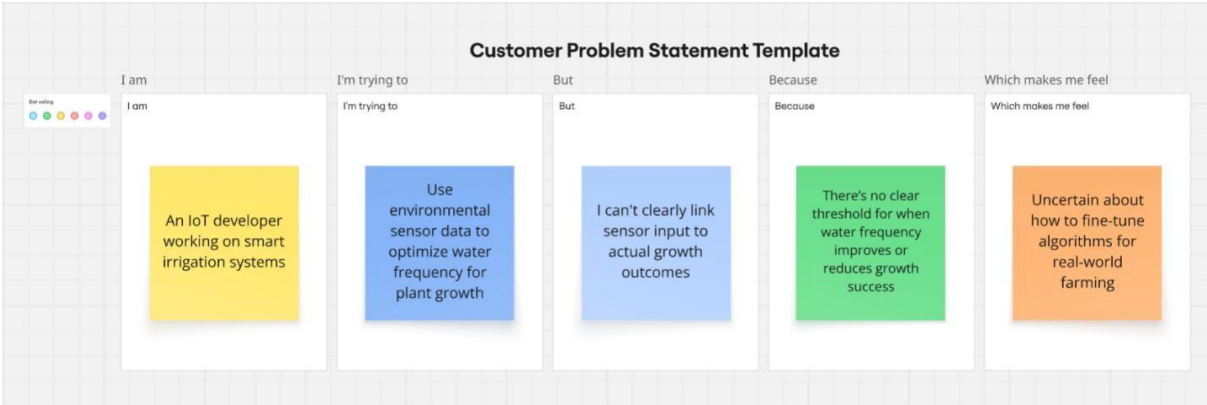 Customer Problem Statement Template
I am
I'm trying to
But
Because
Which makes me feel
Dot voting
I am
I'm trying to
But
Because
Which makes me feel
An IoT developer
working on smart
irrigation systems
Use
environmental
sensor data to
optimize water
frequency for
plant growth
I can't clearly link
sensor input to
actual growth
outcomes
There's no clear
threshold for when
water frequency
improves or
reduces growth
success
Uncertain about
how to fine-tune
algorithms for
real-world
farming